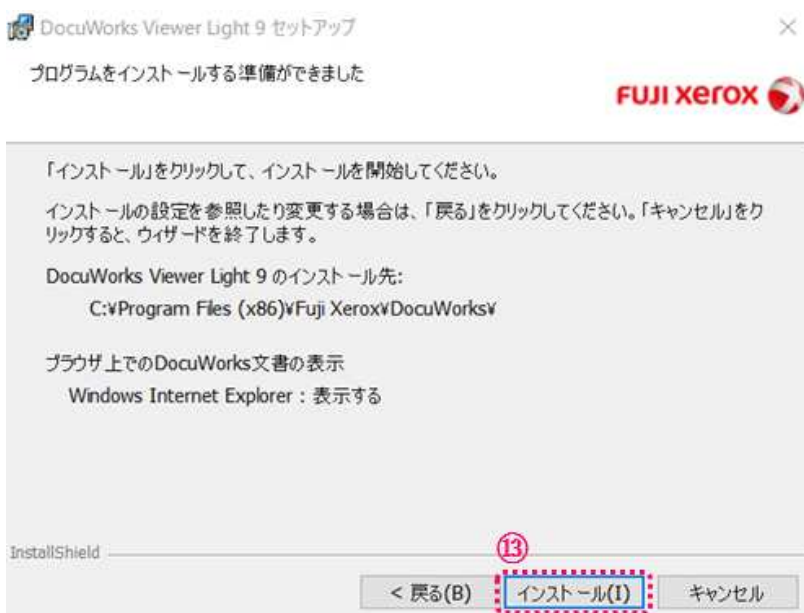 DocuWorks Viewer Light 9 セットアップ
プログラムをインストールする準備ができました
FUJI xerox
「インストール」をクリックして、インストールを開始してください。
インストールの設定を参照したり変更する場合は、「戻る」をクリックしてください。「キャンセル」をク
リックすると、ウィザードを終了します。
DocuWorks Viewer Light 9 のインストール先:
C:¥Program Files (x86)¥Fuji Xerox¥DocuWorks¥
ブラウザ上でのDocuWorks文書の表示
Windows Internet Explorer : 表示する
InstallShield
⑬
< 戻る(B) インストール(I) キャンセル